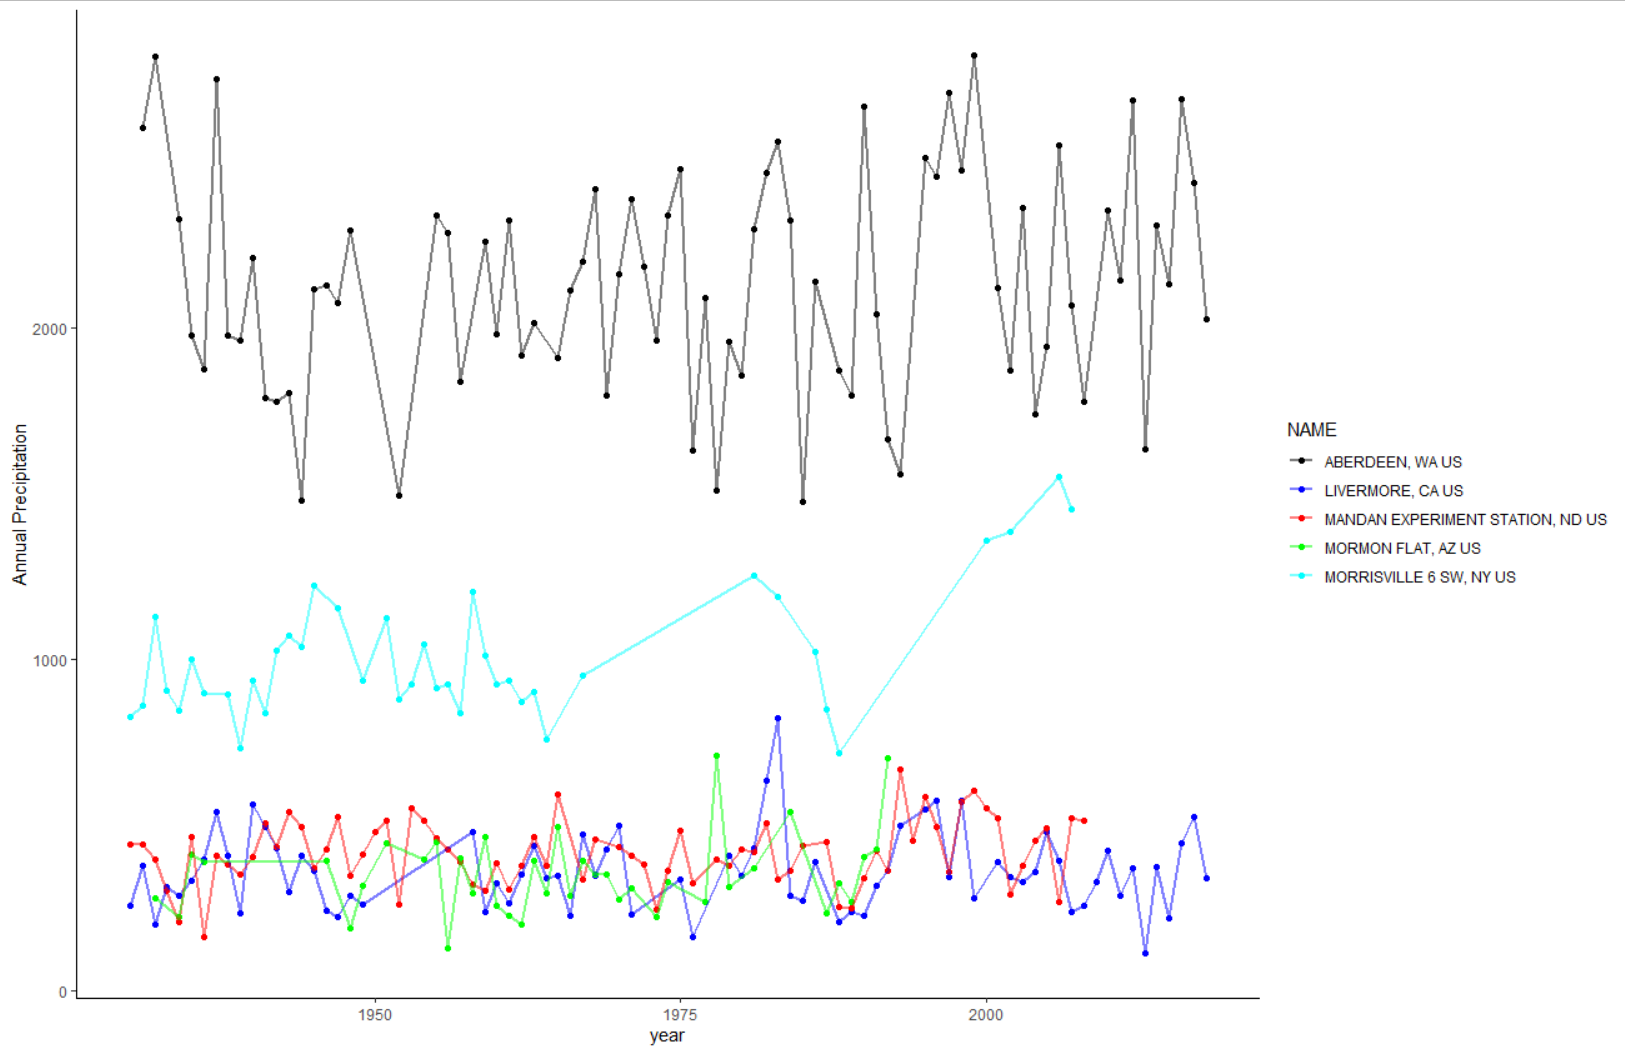 Annual Precipitation
2000
1000
0
1950
1975
2000
year
NAME
ABERDEEN, WA US
LIVERMORE, CA US
MANDAN EXPERIMENT STATION, ND US
MORMON FLAT, AZ US
MORRISVILLE 6 SW, NY US